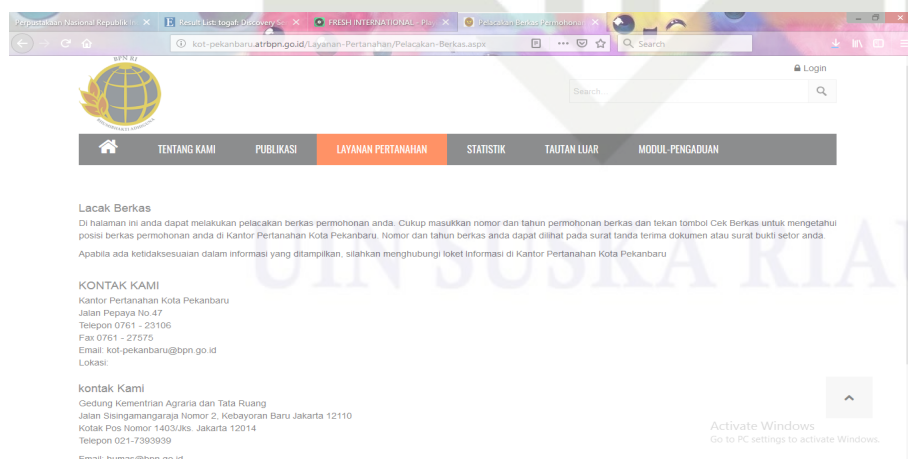 Perpustakaan Nasional Republik In
Result List: togaf: Discovery Se
FRESH INTERNATIONAL - Pla
Pelacakan Berkas Permohonan
kot-pekanbaru.atrbpn.go.id/Layanan-Pertanahan/Pelacakan-Berkas.aspx
Search
BPN RI
Login
Search...
TENTANG KAMI
PUBLIKASI
LAYANAN PERTANAHAN
STATISTIK
TAUTAN LUAR
MODUL-PENGADUAN
Lacak Berkas
Di halaman ini anda dapat melakukan pelacakan berkas permohonan anda. Cukup masukkan nomor dan tahun permohonan berkas dan tekan tombol Cek Berkas untuk mengetahui
posisi berkas permohonan anda di Kantor Pertanahan Kota Pekanbaru. Nomor dan tahun berkas anda dapat dilihat pada surat tanda terima dokumen atau surat bukti setor anda.
Apabila ada ketidaksesuaian dalam informasi yang ditampilkan, silahkan menghubungi loket Informasi di Kantor Pertanahan Kota Pekanbaru
UIN SUSKA RIA
KONTAK KAMI
Kantor Pertanahan Kota Pekanbaru
Jalan Pepaya No.47
Telepon 0761 - 23106
Fax 0761 - 27575
Email: kot-pekanbaru@bpn.go.id
Lokasi:
kontak Kami
Gedung Kementrian Agraria dan Tata Ruang
Jalan Sisingamangaraja Nomor 2, Kebayoran Baru Jakarta 12110
Kotak Pos Nomor 1403/Jks. Jakarta 12014
Telepon 021-7393939
Email: humas@bpn.go.id
Activate Windows
Go to PC settings to activate Windows.